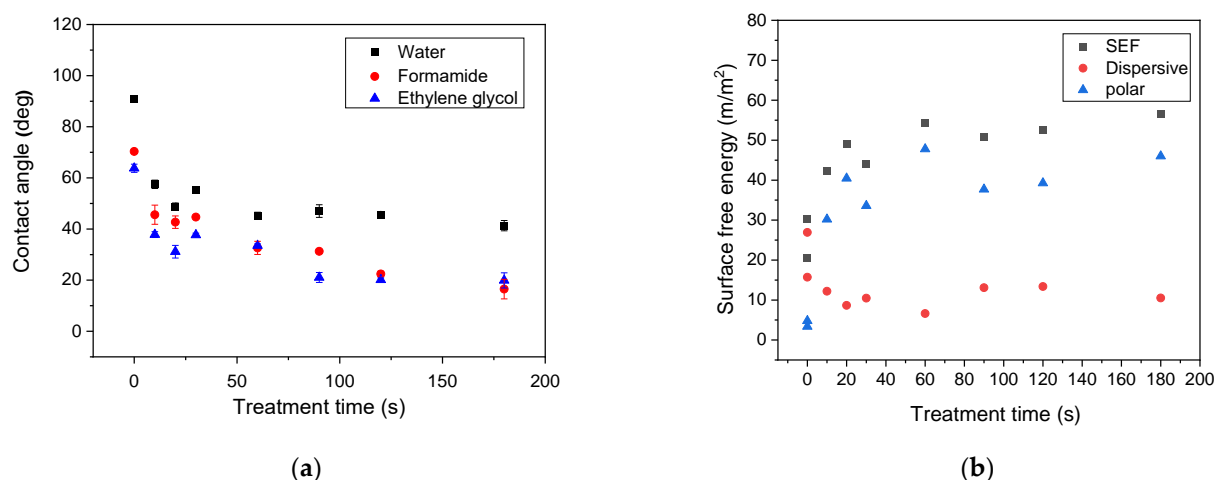 120
100
80
60
40
20
0
Contact angle (deg)
Water
Formamide
Ethylene glycol
0
50
100
150
200
Treatment time (s)
(a)
80
70
60
50
40
30
20
10
0
Surface free energy (m/m²)
SEF
Dispersive
polar
0
20
40
60
80
100
120
140
160
180
200
Treatment time (s)
(b)